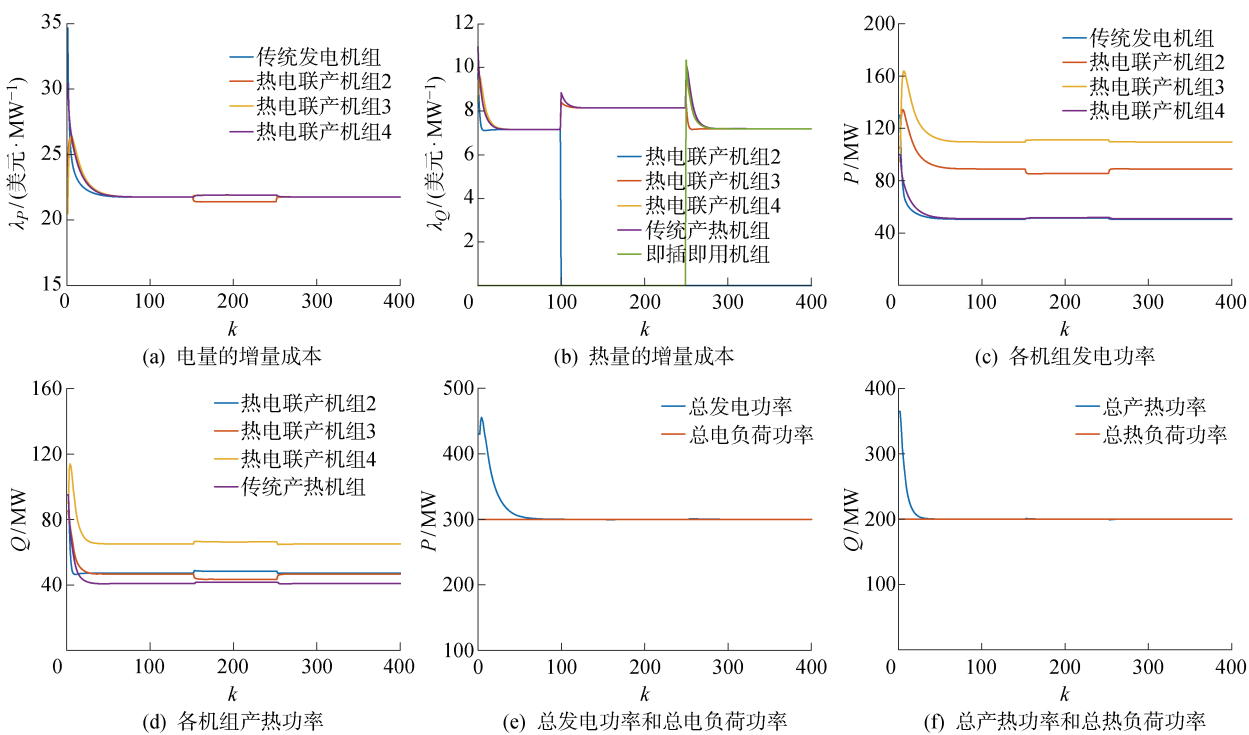 35
30
25
20
15
λP/(美元·MW⁻¹)
传统发电机组
热电联产机组2
热电联产机组3
热电联产机组4
0 100 200 300 400
k
(a) 电量的增量成本
12
10
8
6
4
2
λQ/(美元·MW⁻¹)
热电联产机组2
热电联产机组3
热电联产机组4
传统产热机组
即插即用机组
0 100 200 300 400
k
(b) 热量的增量成本
200
160
120
80
40
P/MW
传统发电机组
热电联产机组2
热电联产机组3
热电联产机组4
0 100 200 300 400
k
(c) 各机组发电功率
160
120
80
40
Q/MW
热电联产机组2
热电联产机组3
热电联产机组4
传统产热机组
0 100 200 300 400
k
(d) 各机组产热功率
500
400
300
200
100
P/MW
总发电功率
总电负荷功率
0 100 200 300 400
k
(e) 总发电功率和总电负荷功率
400
300
200
100
Q/MW
总产热功率
总热负荷功率
0 100 200 300 400
k
(f) 总产热功率和总热负荷功率